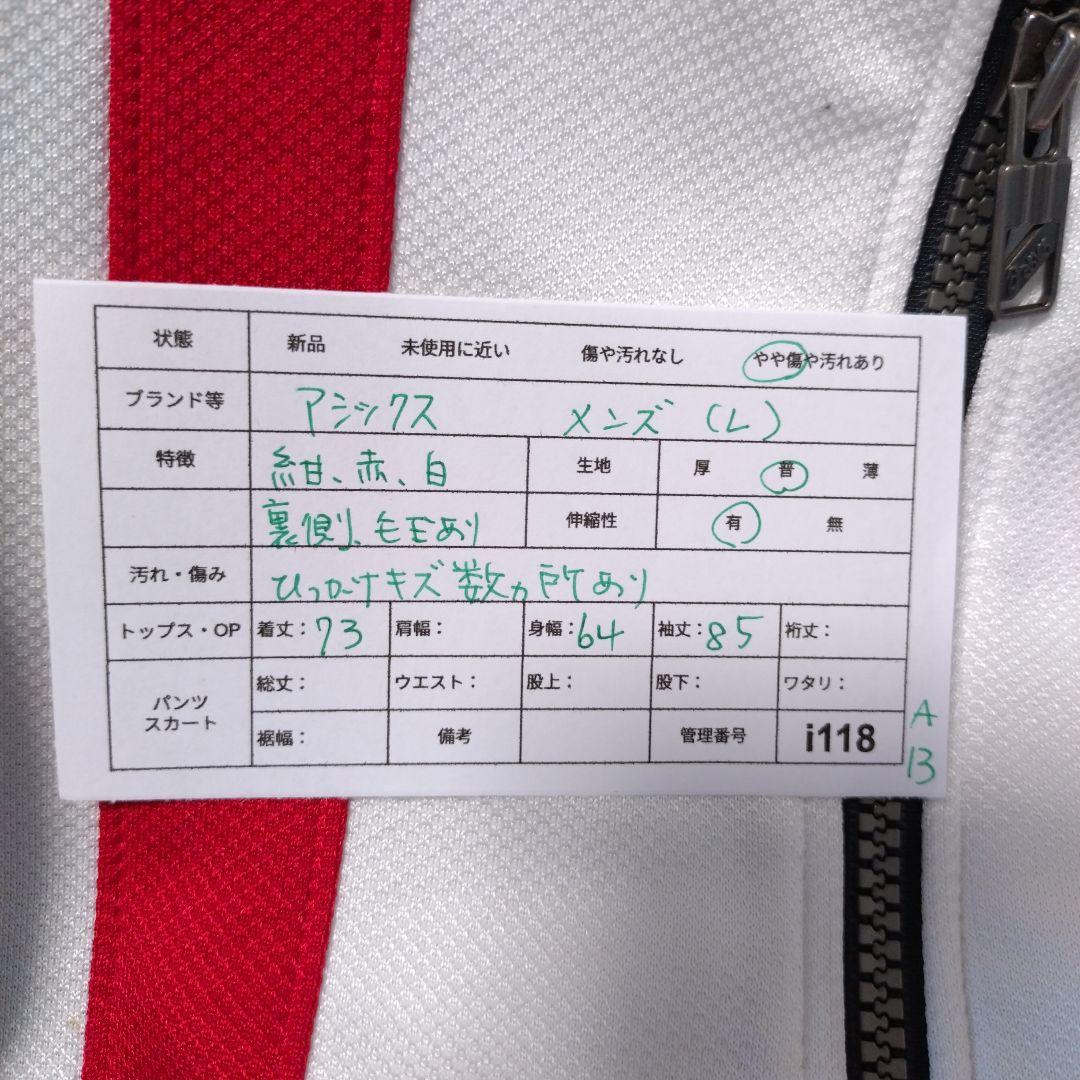 状態 新品 未使用に近い 傷や汚れなし やや傷や汚れあり
ブランド等 アシックス メンズ (L)
特徴 紺、赤、白 生地 厚 普 薄
裏側、毛玉あり 伸縮性 有 無
汚れ・傷み ひっかけキズ数ヵ所あり
トップス・OP 着丈:73 肩幅: 身幅:64 袖丈:85 裄丈:
パンツ スカート 総丈: ウエスト: 股上: 股下: ワタリ:
裾幅: 備考 管理番号 i118
A
13